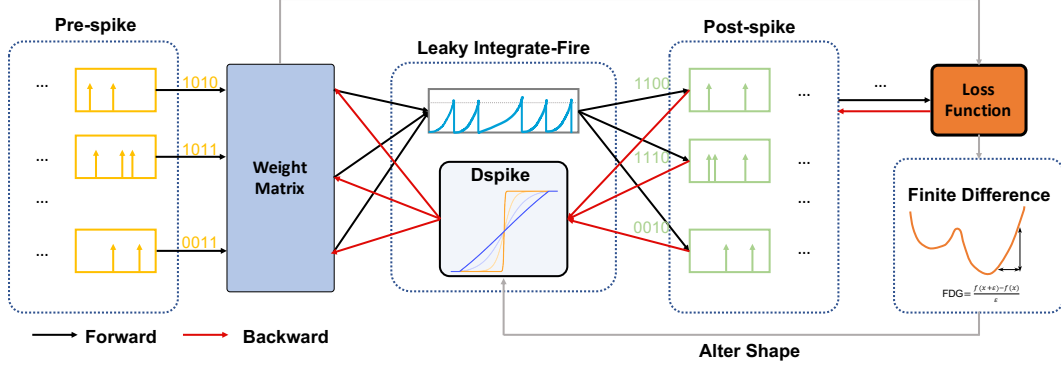 Pre-spike
Leaky Integrate-Fire
Post-spike
...
1010
1100
...
...
Loss
Function
...
1011
Weight
Matrix
1110
...
Dspike
Finite Difference
...
...
...
...
0011
0010
...
...
FDG= f(x+ε)−f(x) / ε
Forward
Backward
Alter Shape